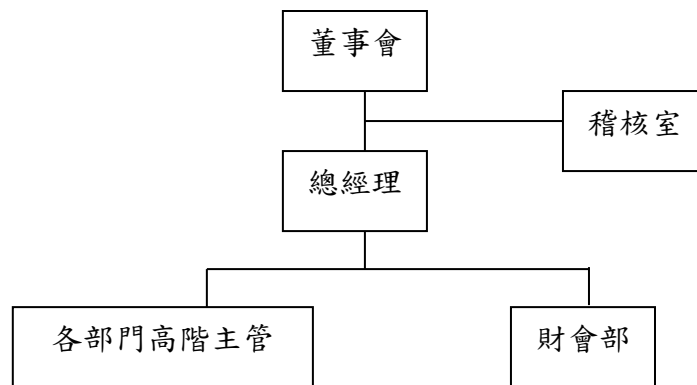 董事會
稽核室
總經理
各部門高階主管
財會部